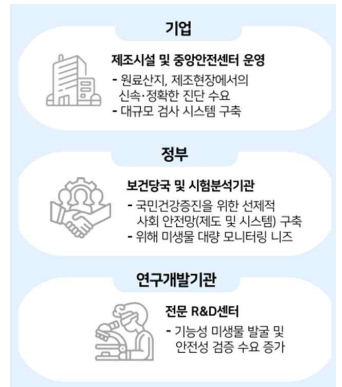 기업
제조시설 및 중앙안전센터 운영
- 원료산지, 제조현장에서의
신속·정확한 진단 수요
- 대규모 검사 시스템 구축
정부
보건당국 및 시험분석기관
- 국민건강증진을 위한 선제적
사회 안전망(제도 및 시스템) 구축
- 위해 미생물 대량 모니터링 니즈
연구개발기관
전문 R&D센터
- 기능성 미생물 발굴 및
안전성 검증 수요 증가